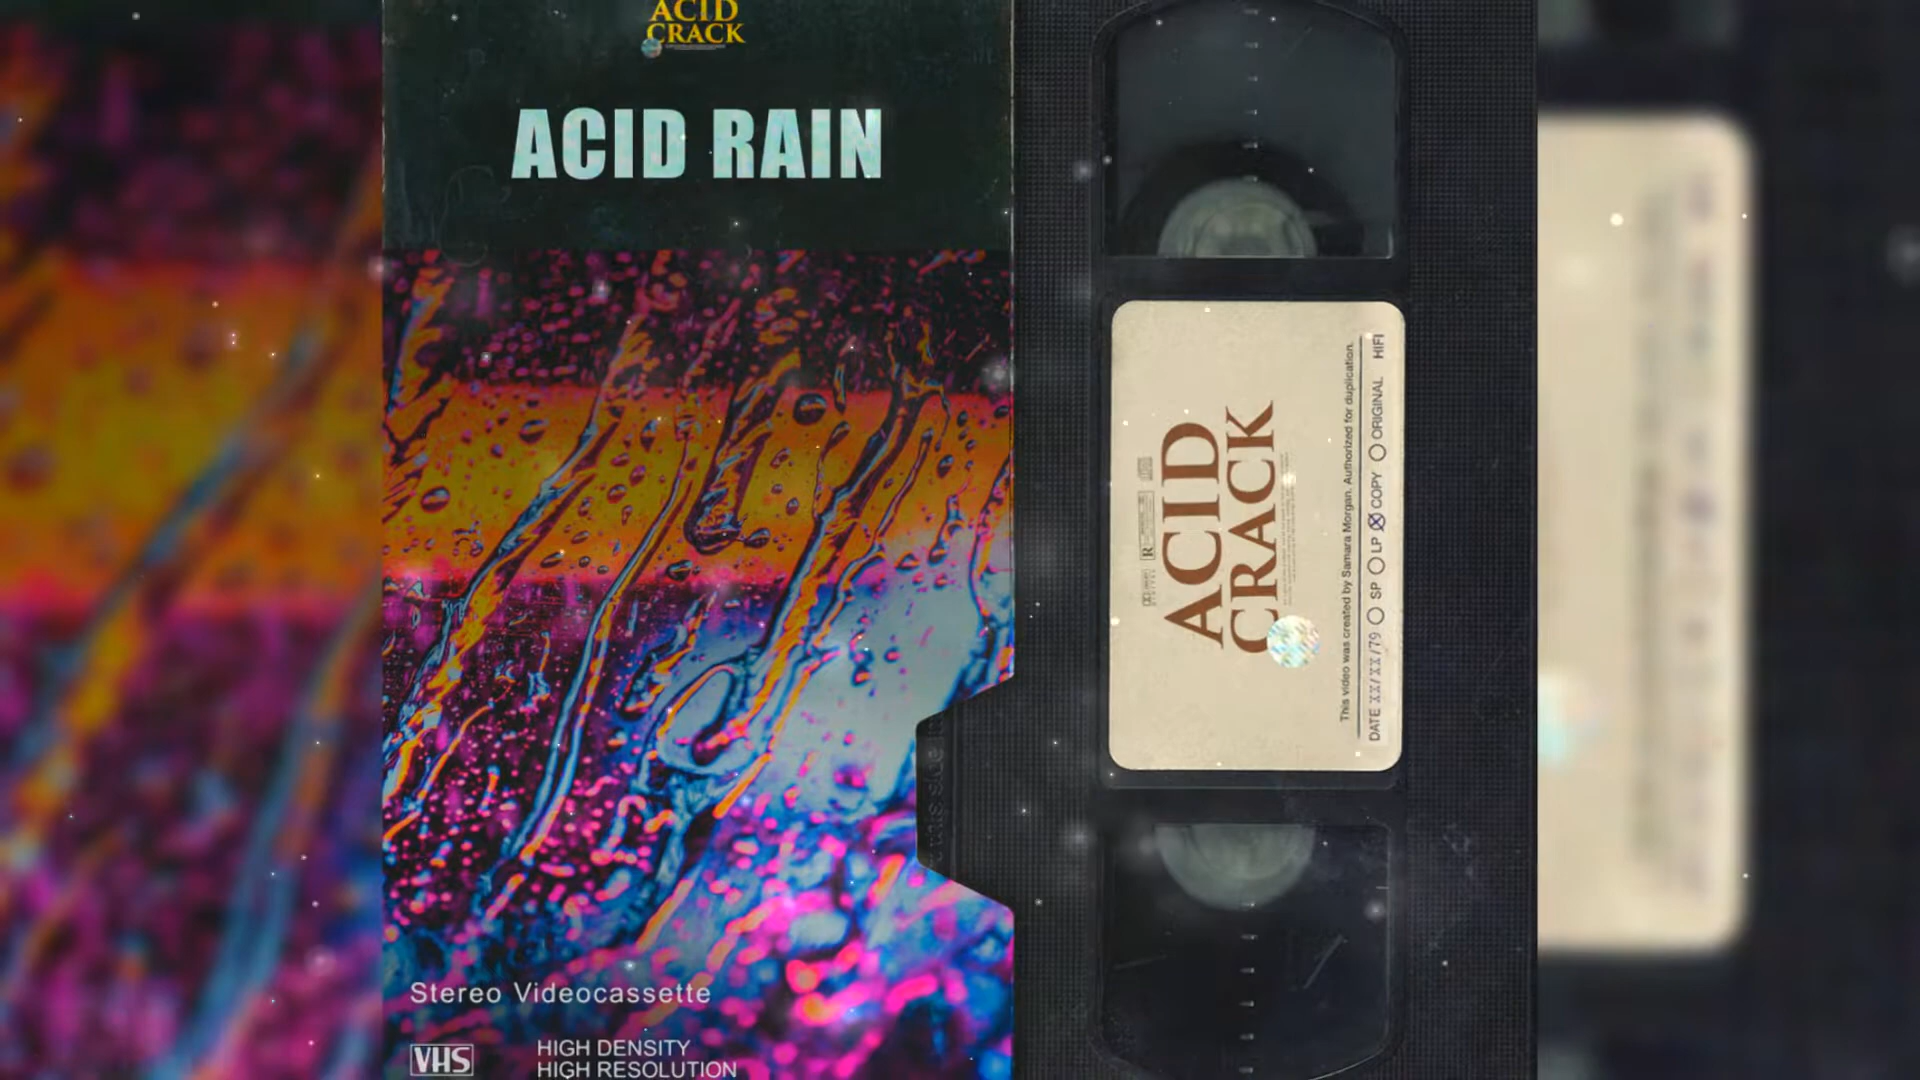 ACID
CRACK
ACID RAIN
Stereo Videocassette
VHS
HIGH DENSITY
HIGH RESOLUTION
R
ACID
CRACK
This video was created by Samara Morgan. Authorized for duplication.
DATE XX/XX/79 SP LP COPY ORIGINAL HIFI